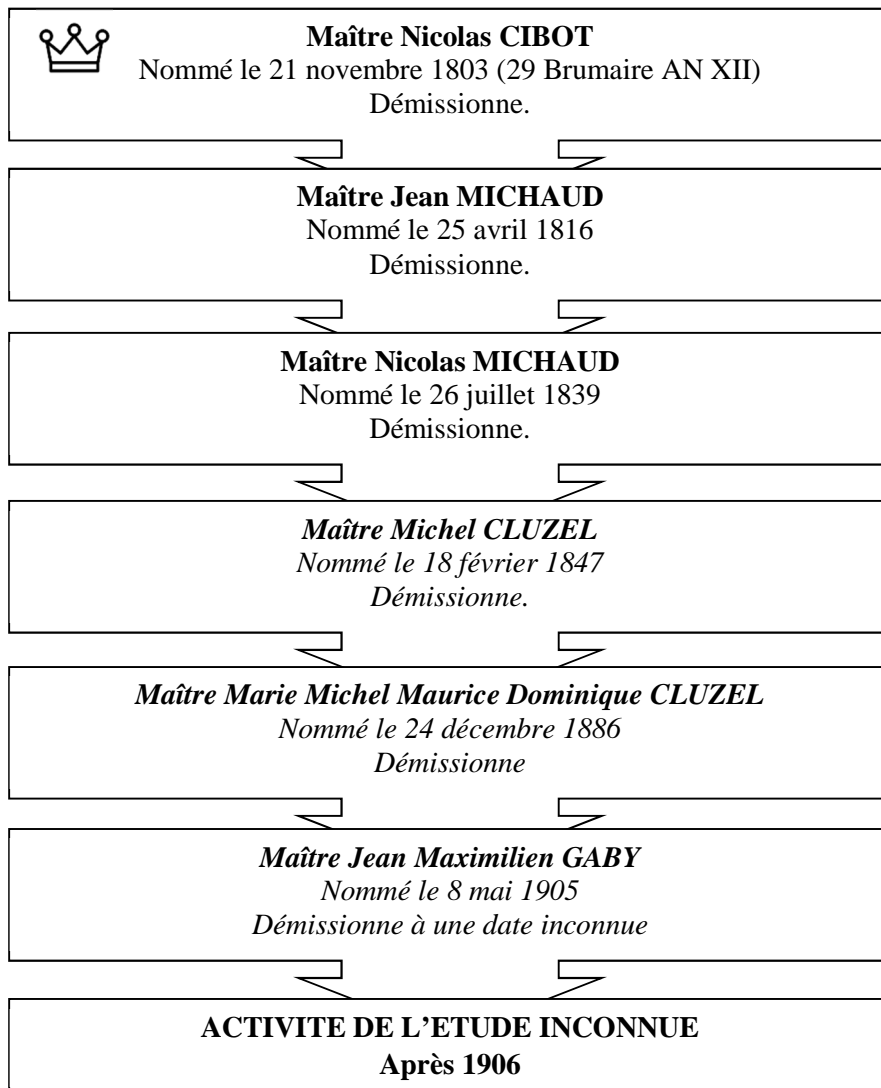 Maître Nicolas CIBOT
Nommé le 21 novembre 1803 (29 Brumaire AN XII)
Démissionne.
Maître Jean MICHAUD
Nommé le 25 avril 1816
Démissionne.
Maître Nicolas MICHAUD
Nommé le 26 juillet 1839
Démissionne.
Maître Michel CLUZEL
Nommé le 18 février 1847
Démissionne.
Maître Marie Michel Maurice Dominique CLUZEL
Nommé le 24 décembre 1886
Démissionne
Maître Jean Maximilien GABY
Nommé le 8 mai 1905
Démissionne à une date inconnue
ACTIVITE DE L’ETUDE INCONNUE
Après 1906